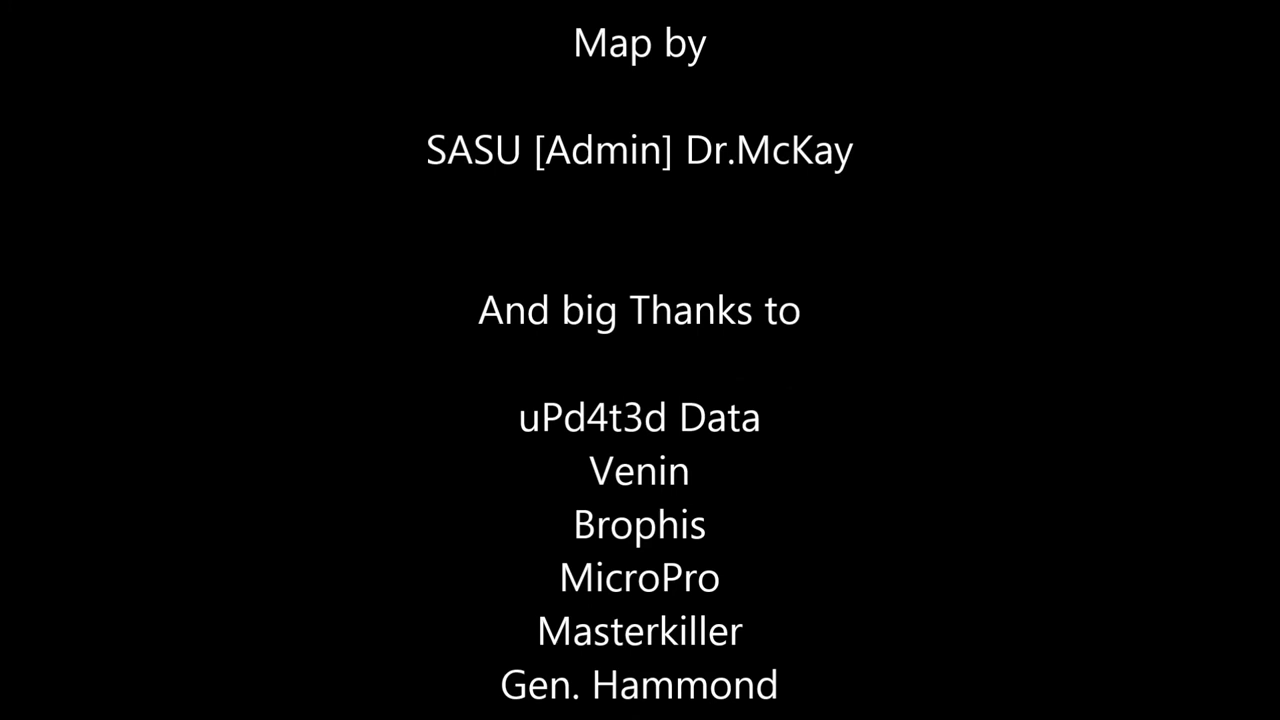 Map by
SASU [Admin] Dr.McKay
And big Thanks to
uPd4t3d Data
Venin
Brophis
MicroPro
Masterkiller
Gen. Hammond